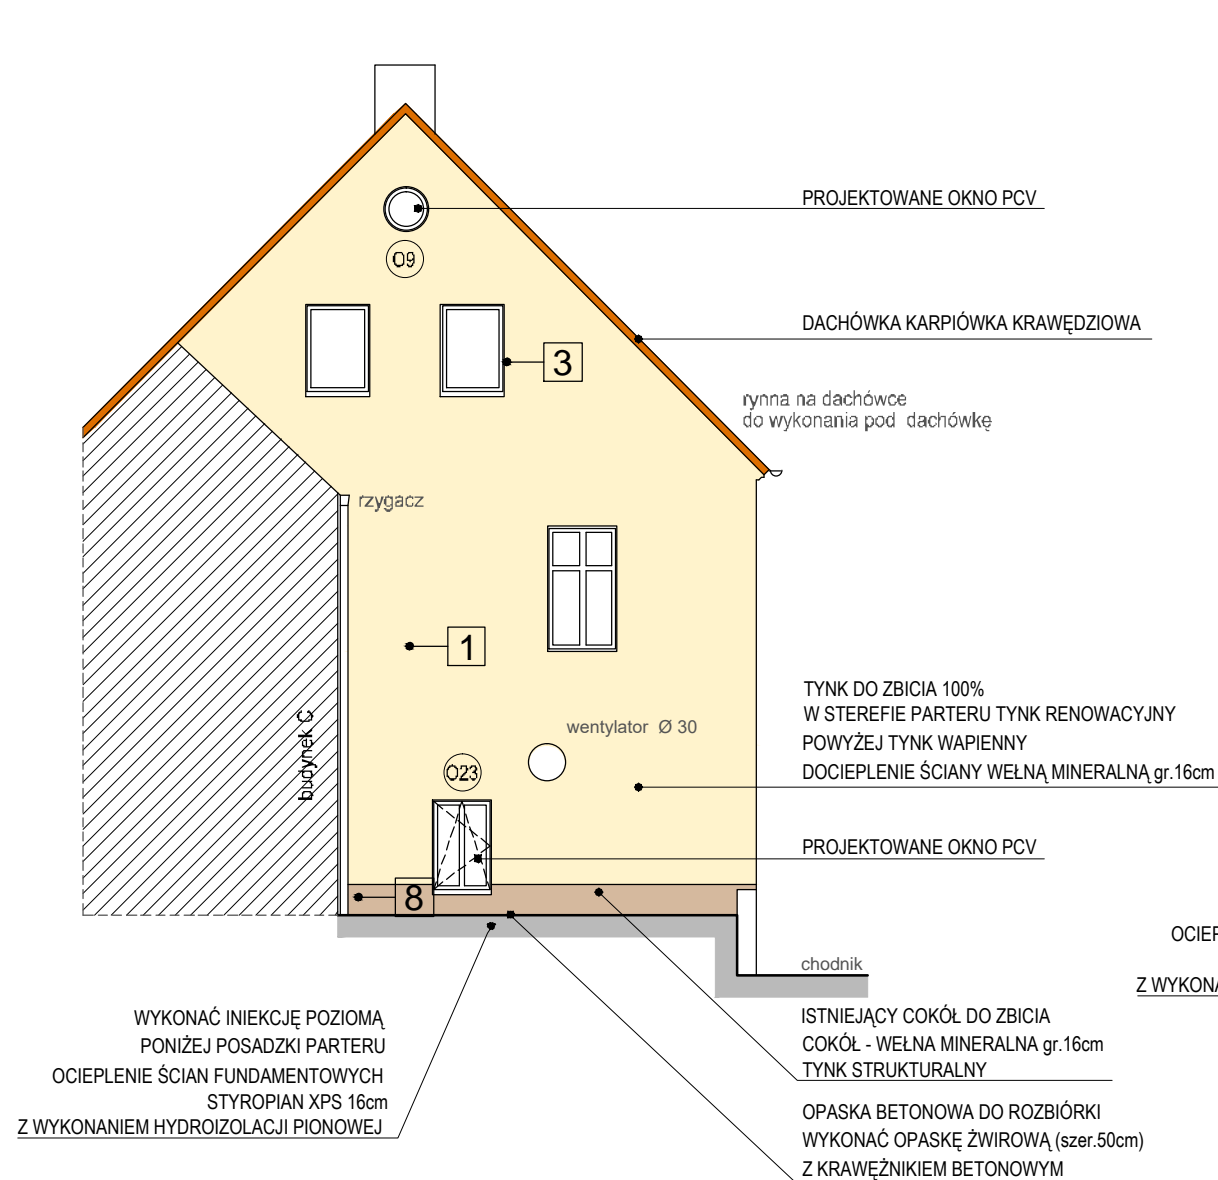 PROJEKTOWANE OKNO PCV
O9
DACHÓWKA KARPIÓWKA KRAWĘDZIOWA
3
rynna na dachówce
do wykonania pod dachówkę
rzygacz
1
TYNK DO ZBICIA 100%
W STEREFIE PARTERU TYNK RENOWACYJNY
POWYŻEJ TYNK WAPIENNY
DOCIEPLENIE ŚCIANY WEŁNĄ MINERALNĄ gr.16cm
budynek C
wentylator Ø 30
O23
PROJEKTOWANE OKNO PCV
8
chodnik
OCIEP
Z WYKONA
WYKONAĆ INIEKCJĘ POZIOMĄ
PONIŻEJ POSADZKI PARTERU
OCIEPLENIE ŚCIAN FUNDAMENTOWYCH
STYROPIAN XPS 16cm
Z WYKONANIEM HYDROIZOLACJI PIONOWEJ
ISTNIEJĄCY COKÓŁ DO ZBICIA
COKÓŁ - WEŁNA MINERALNA gr.16cm
TYNK STRUKTURALNY
OPASKA BETONOWA DO ROZBIÓRKI
WYKONAĆ OPASKĘ ŻWIROWĄ (szer.50cm)
Z KRAWĘŻNIKIEM BETONOWYM